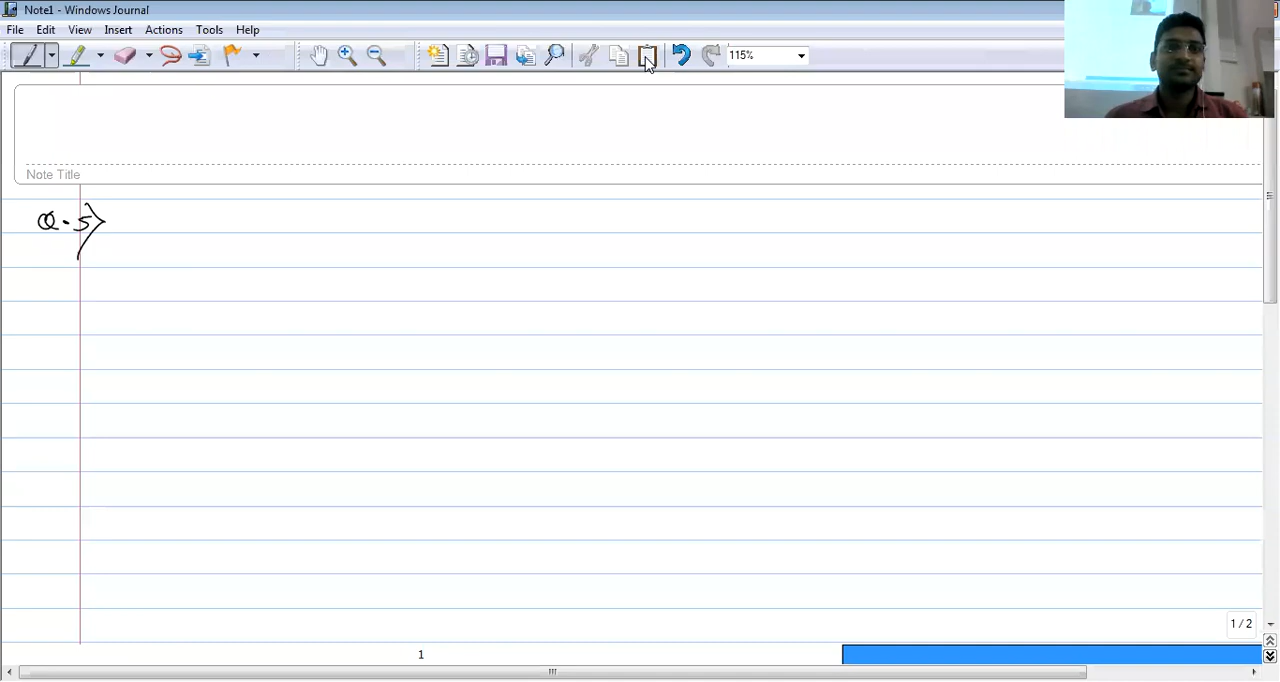 Note1 - Windows Journal
File Edit View Insert Actions Tools Help
115%
Note Title
Q.5>
1 / 2
1